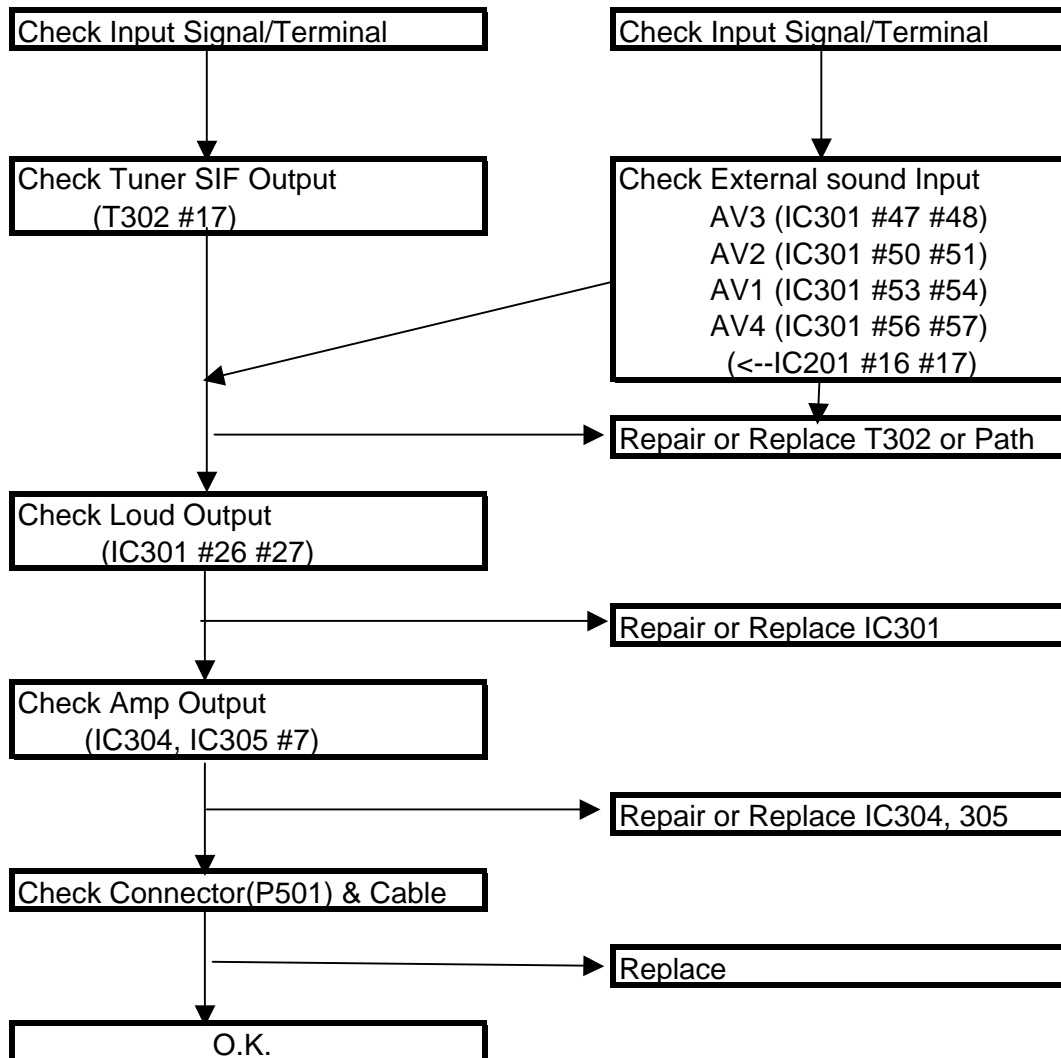 Check Input Signal/Terminal
Check Input Signal/Terminal
Check Tuner SIF Output
(T302 #17)
Check External sound Input
AV3 (IC301 #47 #48)
AV2 (IC301 #50 #51)
AV1 (IC301 #53 #54)
AV4 (IC301 #56 #57)
(<--IC201 #16 #17)
Repair or Replace T302 or Path
Check Loud Output
(IC301 #26 #27)
Repair or Replace IC301
Check Amp Output
(IC304, IC305 #7)
Repair or Replace IC304, 305
Check Connector(P501) & Cable
Replace
O.K.